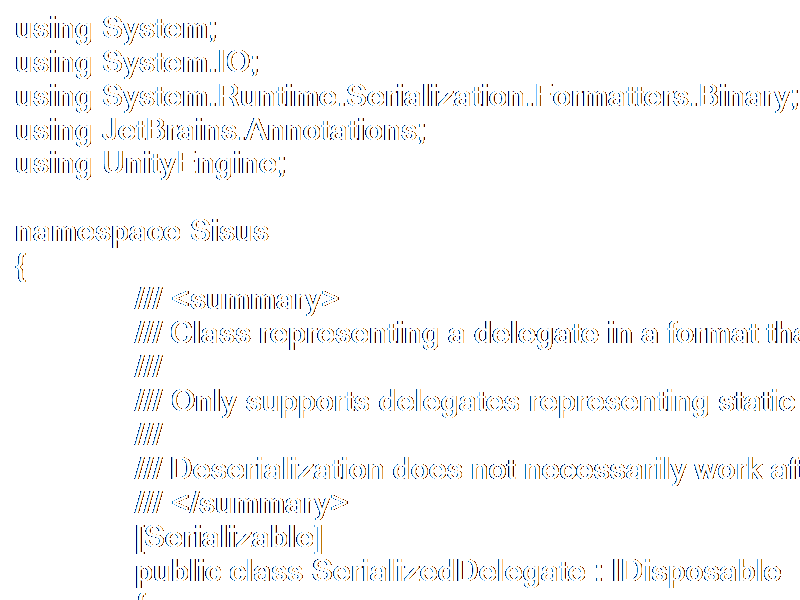 using System;
using System.IO;
using System.Runtime.Serialization.Formatters.Binary;
using JetBrains.Annotations;
using UnityEngine;
namespace Sisus
{
/// <summary>
/// Class representing a delegate in a format
///
/// Only supports delegates representing static
///
/// Deserialization does not necessarily work
/// </summary>
[Serializable]
public class SerializedDelegate : IDisposable
{